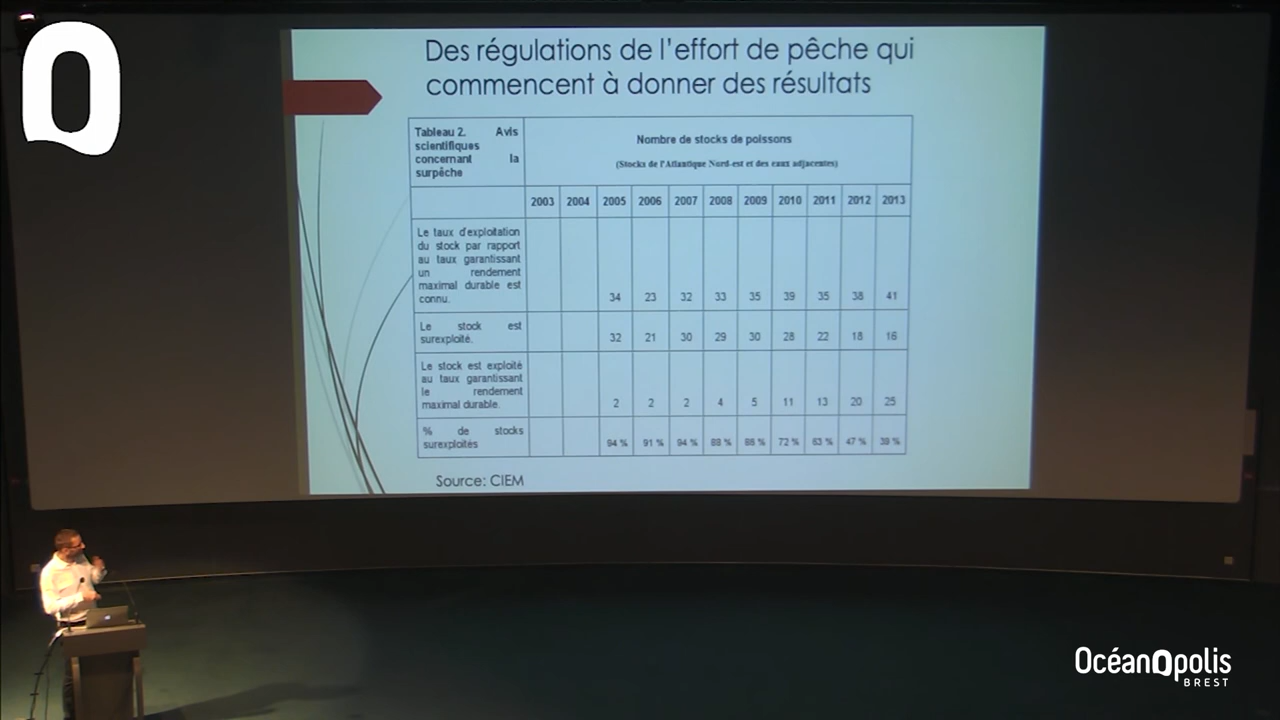 Des régulations de l'effort de pêche qui
commencent à donner des résultats
Tableau 2. Avis
scientifiques
concernant la
surpêche
Nombre de stocks de poissons
(Stocks de l'Atlantique Nord-est et des eaux adjacentes)
2003 2004 2005 2006 2007 2008 2009 2010 2011 2012 2013
Le taux d'exploitation
du stock par rapport
au taux garantissant
un rendement
maximal durable est
connu.
34 23 32 33 35 39 35 38 41
Le stock est
surexploité.
32 21 30 29 30 28 22 18 16
Le stock est exploité
au taux garantissant
le rendement
maximal durable.
2 2 2 4 5 11 13 20 25
% de stocks
surexploités
94 % 91 % 94 % 88 % 86 % 72 % 63 % 47 % 39 %
Source: CIEM
OcéanOpolis
BREST